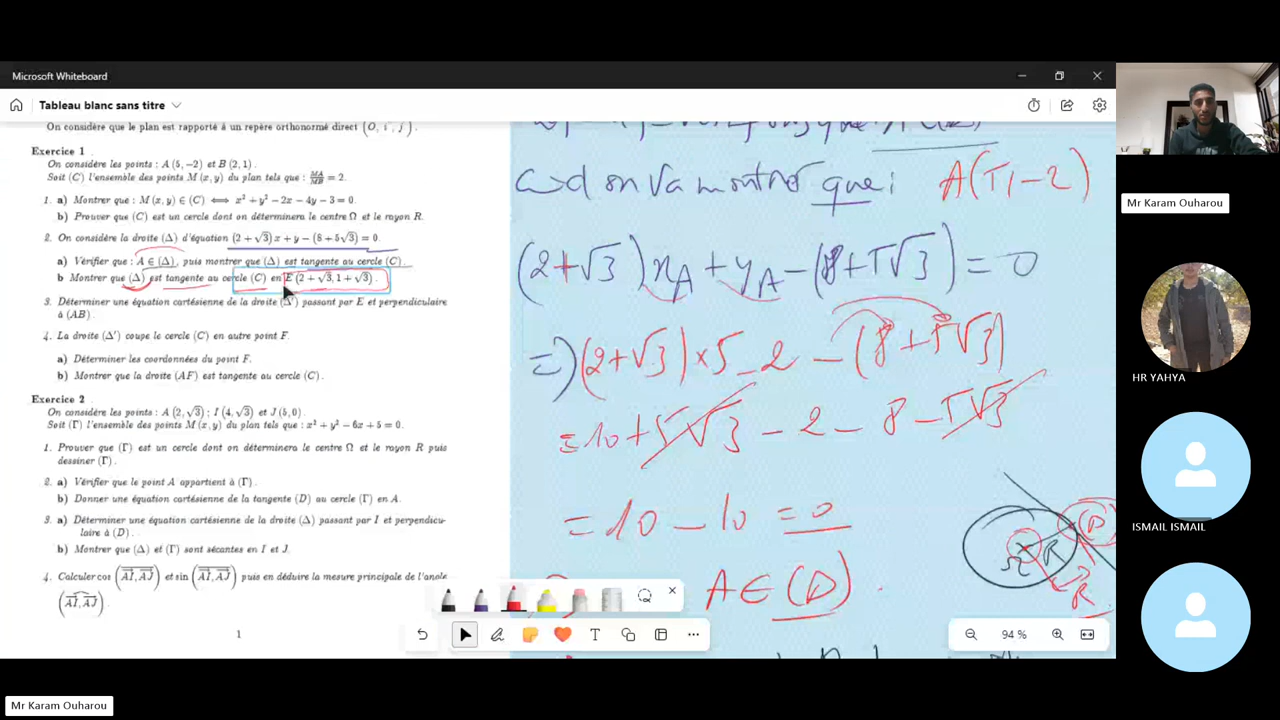 Microsoft Whiteboard
Tableau blanc sans titre
On considère que le plan est rapporté à un repère orthonormé direct (O, i, j).
Exercice 1
On considère les points : A (5, −2) et B (2, 1).
Soit (C) l'ensemble des points M (x, y) du plan tels que : MA/MB = 2.
1. a) Montrer que : M (x, y) ∈ (C) ⟺ x² + y² − 2x − 4y − 3 = 0.
b) Prouver que (C) est un cercle dont on déterminera le centre Ω et le rayon R.
2. On considère la droite (Δ) d'équation (2 + √3) x + y − (8 + 5√3) = 0.
a) Vérifier que : A ∈ (Δ), puis montrer que (Δ) est tangente au cercle (C).
b Montrer que (Δ) est tangente au cercle (C) en E (2 + √3, 1 + √3).
3. Déterminer une équation cartésienne de la droite (Δ′) passant par E et perpendiculaire
à (AB).
4. La droite (Δ′) coupe le cercle (C) en autre point F.
a) Déterminer les coordonnées du point F.
b) Montrer que la droite (AF) est tangente au cercle (C).
Exercice 2
On considère les points : A (2, √3) ; I (4, √3) et J (5, 0).
Soit (Γ) l'ensemble des points M (x, y) du plan tels que : x² + y² − 6x + 5 = 0.
1. Prouver que (Γ) est un cercle dont on déterminera le centre Ω et le rayon R puis
dessiner (Γ).
2. a) Vérifier que le point A appartient à (Γ).
b) Donner une équation cartésienne de la tangente (D) au cercle (Γ) en A.
3. a) Déterminer une équation cartésienne de la droite (Δ) passant par I et perpendicu-
laire à (D).
b) Montrer que (Δ) et (Γ) sont sécantes en I et J.
4. Calculer cos (AI, AJ) et sin (AI, AJ) puis en déduire la mesure principale de l'angle
(AI, AJ).
1
càd on va montrer que : A(5, −2)
(2+√3) xA + yA − (8+5√3) = 0
=> (2+√3) × 5 − 2 − (8+5√3)
= 10 + 5√3 − 2 − 8 − 5√3
= 10 − 10 = 0
A ∈ (D).
(D)
Ω R
R
94 %
Mr Karam Ouharou
HR YAHYA
ISMAIL ISMAIL
Mr Karam Ouharou